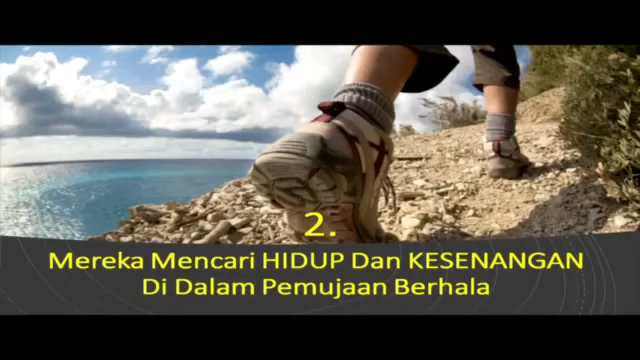 2.
Mereka Mencari HIDUP Dan KESENANGAN
Di Dalam Pemujaan Berhala